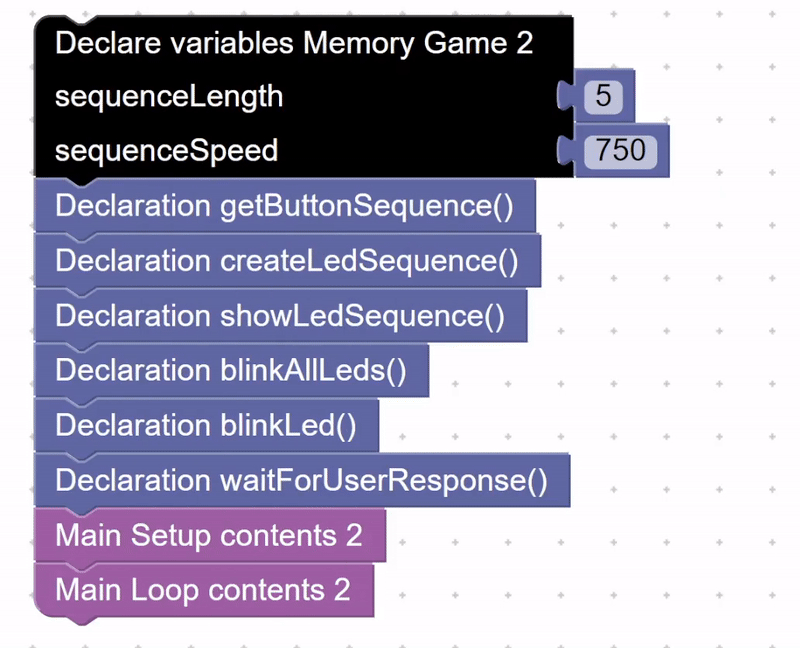 Declare variables Memory Game 2
sequenceLength 5
sequenceSpeed 750
Declaration getButtonSequence()
Declaration createLedSequence()
Declaration showLedSequence()
Declaration blinkAllLeds()
Declaration blinkLed()
Declaration waitForUserResponse()
Main Setup contents 2
Main Loop contents 2